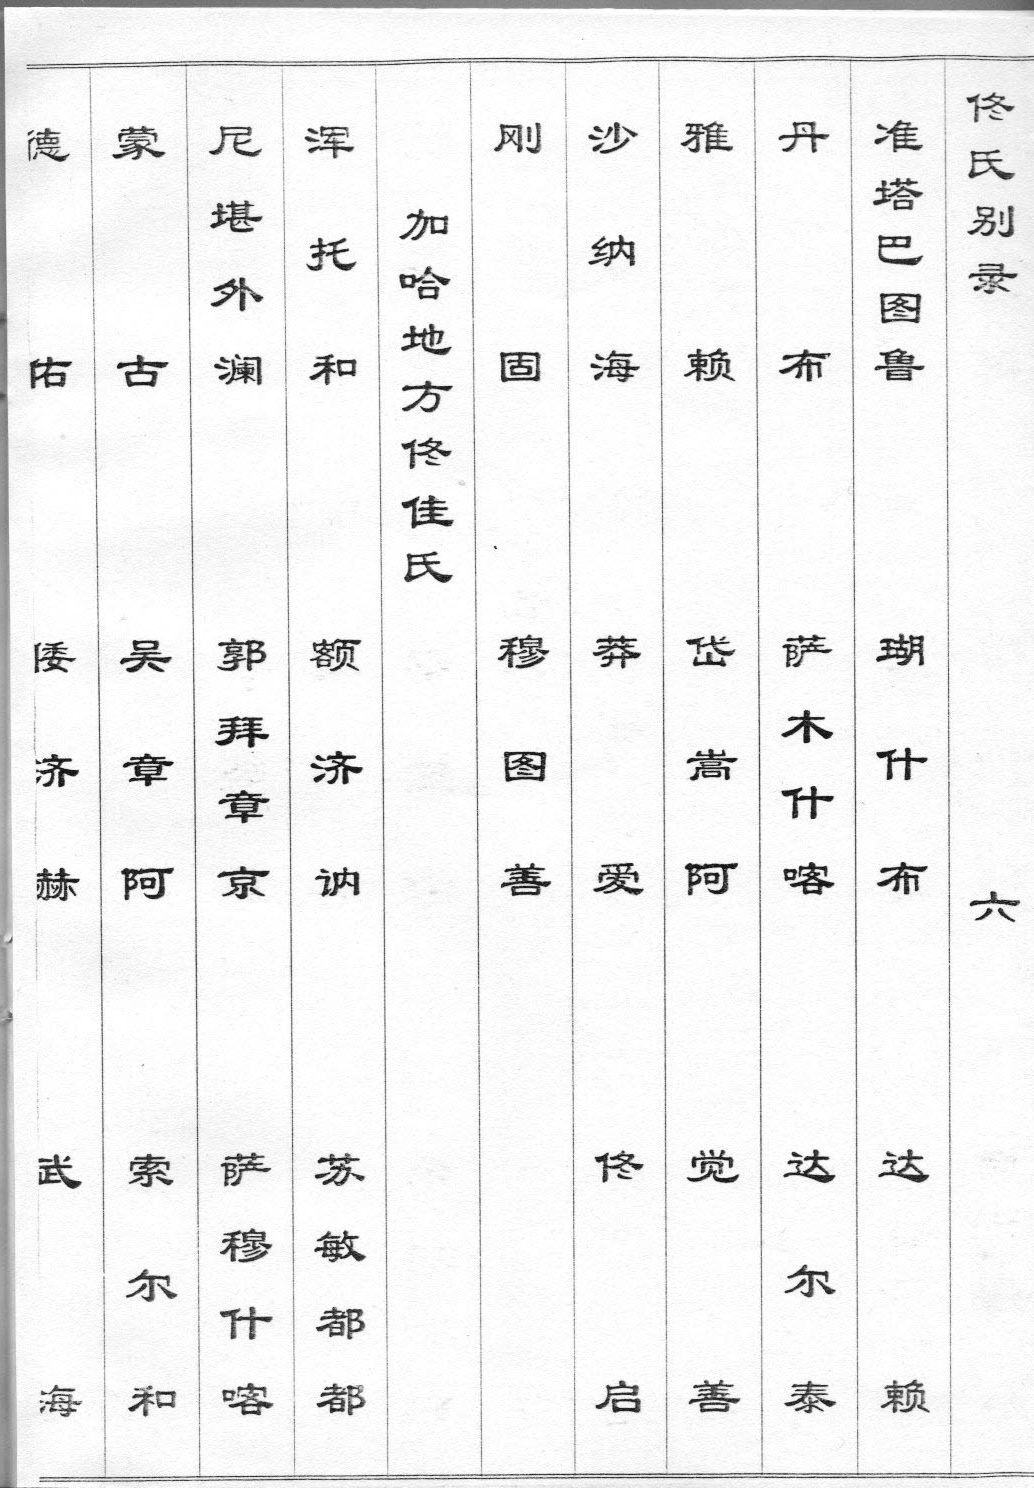 佟氏别录 六
准塔巴图鲁 瑚什布 达赖
丹布 萨木什喀 达尔泰
雅赖 岱嵩阿 觉善
沙纳海 莽爱 佟启
刚固 穆图善
加哈地方佟佳氏
浑托和 额济讷 苏敏都都
尼堪外澜 郭拜章京 萨穆什喀
蒙古 吴章阿 索尔和
德佑 倭济赫 武海